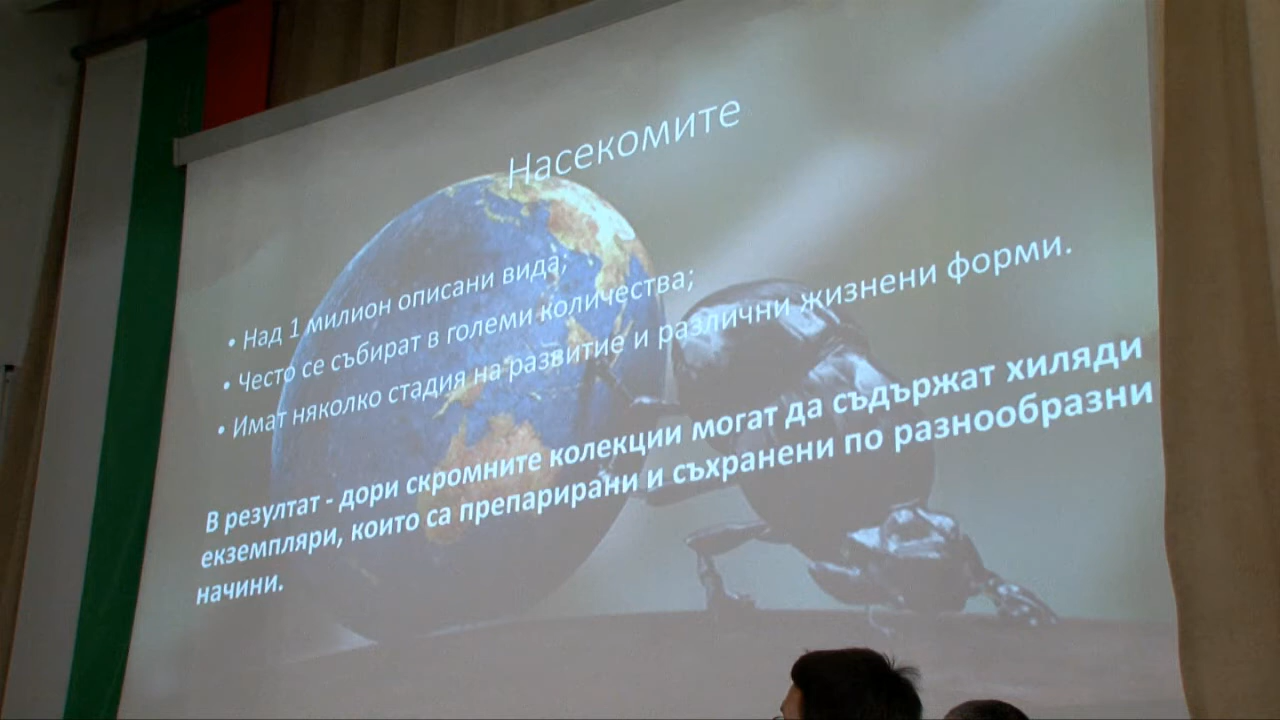 Насекомите
• Над 1 милион описани вида;
• Често се събират в големи количества;
• Имат няколко стадия на развитие и различни жизнени форми.
В резултат - дори скромните колекции могат да съдържат хиляди
екземпляри, които са препарирани и съхранени по разнообразни
начини.